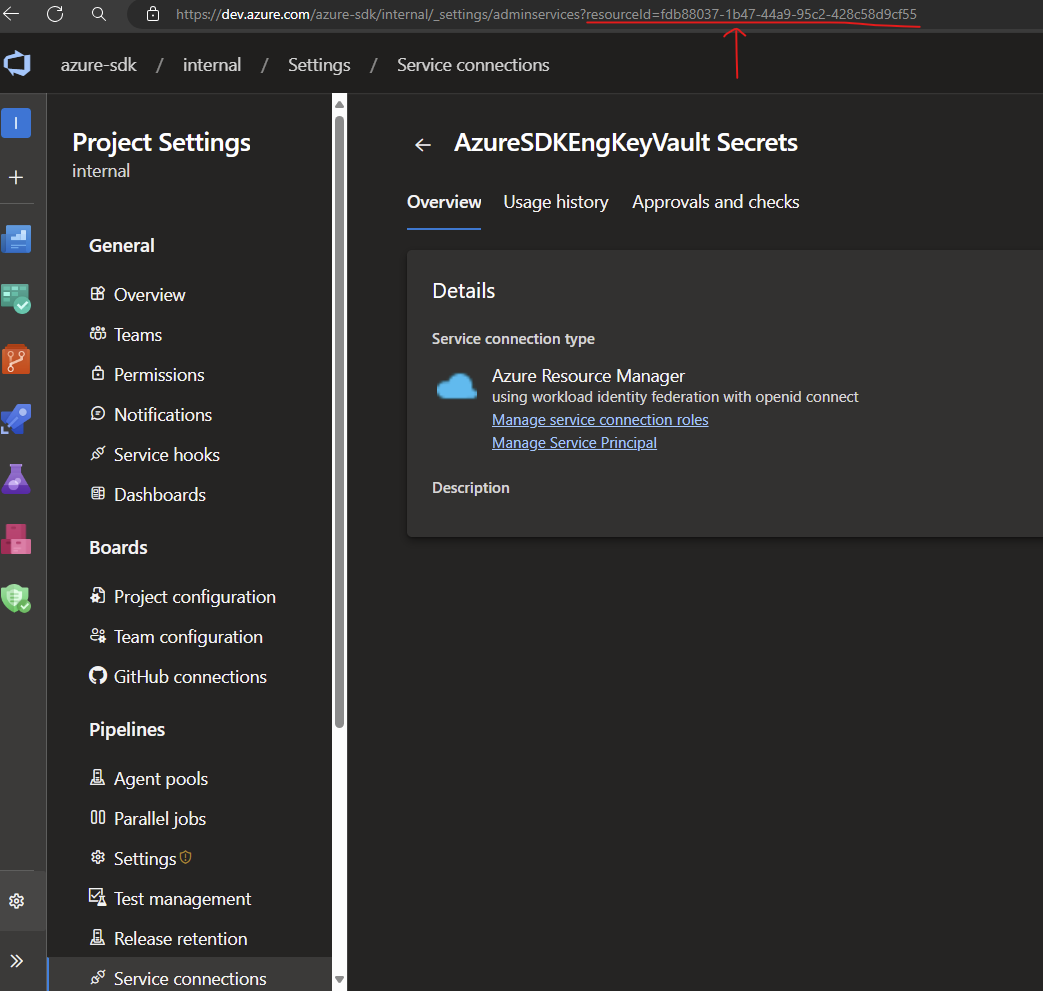 https://dev.azure.com/azure-sdk/internal/_settings/adminservices?resourceId=fdb88037-1b47-44a9-95c2-428c58d9cf55
azure-sdk / internal / Settings / Service connections
I
Project Settings
internal
General
Overview
Teams
Permissions
Notifications
Service hooks
Dashboards
Boards
Project configuration
Team configuration
GitHub connections
Pipelines
Agent pools
Parallel jobs
Settings
Test management
Release retention
Service connections
AzureSDKEngKeyVault Secrets
Overview Usage history Approvals and checks
Details
Service connection type
Azure Resource Manager
using workload identity federation with openid connect
Manage service connection roles
Manage Service Principal
Description